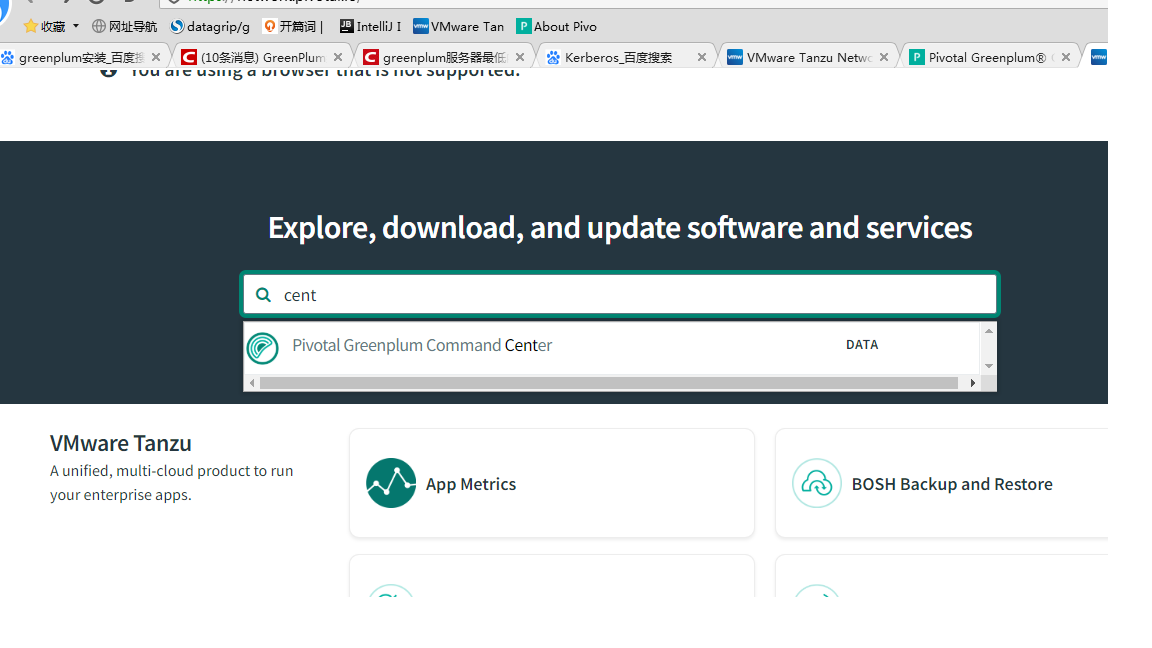 收藏 网址导航 datagrip/g 开篇词 | IntelliJ I VMware Tan About Pivo
greenplum安装_百度搜 (10条消息) GreenPlum greenplum服务器最低 Kerberos_百度搜索 VMware Tanzu Netwo Pivotal Greenplum®
You are using a browser that is not supported.
Explore, download, and update software and services
cent
Pivotal Greenplum Command Center DATA
VMware Tanzu
A unified, multi-cloud product to run
your enterprise apps.
App Metrics
BOSH Backup and Restore